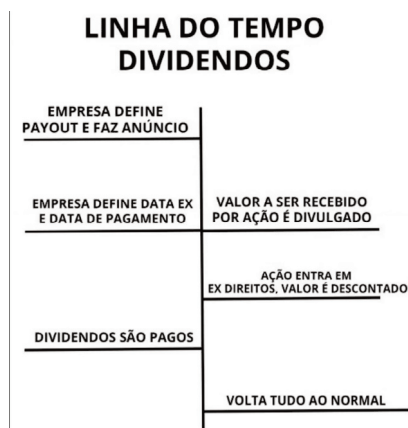 LINHA DO TEMPO
DIVIDENDOS
EMPRESA DEFINE
PAYOUT E FAZ ANÚNCIO
EMPRESA DEFINE DATA EX
E DATA DE PAGAMENTO
VALOR A SER RECEBIDO
POR AÇÃO É DIVULGADO
AÇÃO ENTRA EM
EX DIREITOS, VALOR É DESCONTADO
DIVIDENDOS SÃO PAGOS
VOLTA TUDO AO NORMAL